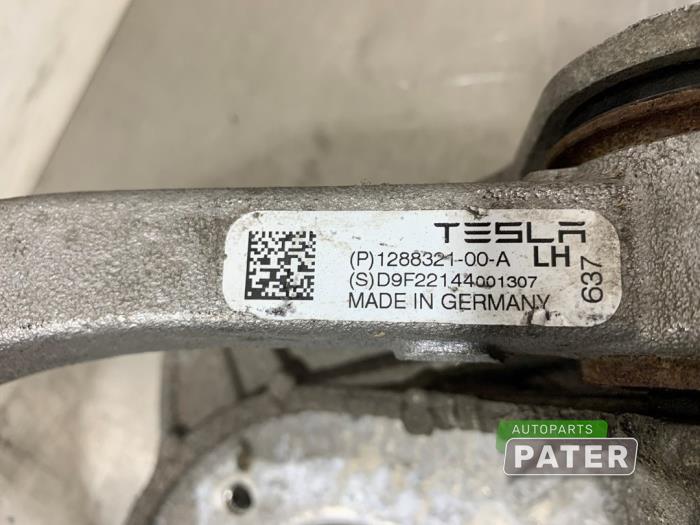 TESLA
(P)1288321-00-A LH
(S)D9F22144001307
MADE IN GERMANY
637
AUTOPARTS
PATER